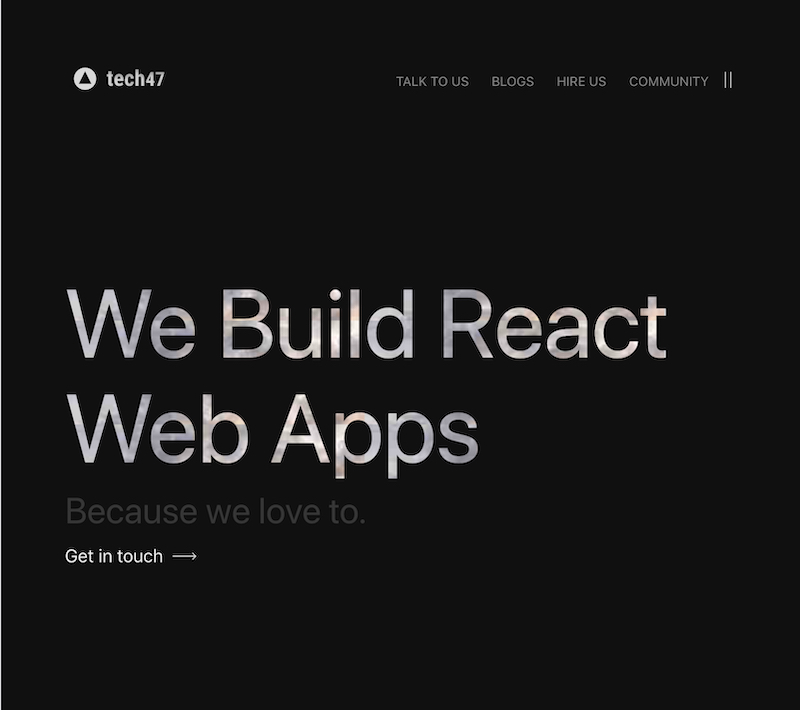 tech47
TALK TO US BLOGS HIRE US COMMUNITY
We Build React
Web Apps
Because we love to.
Get in touch